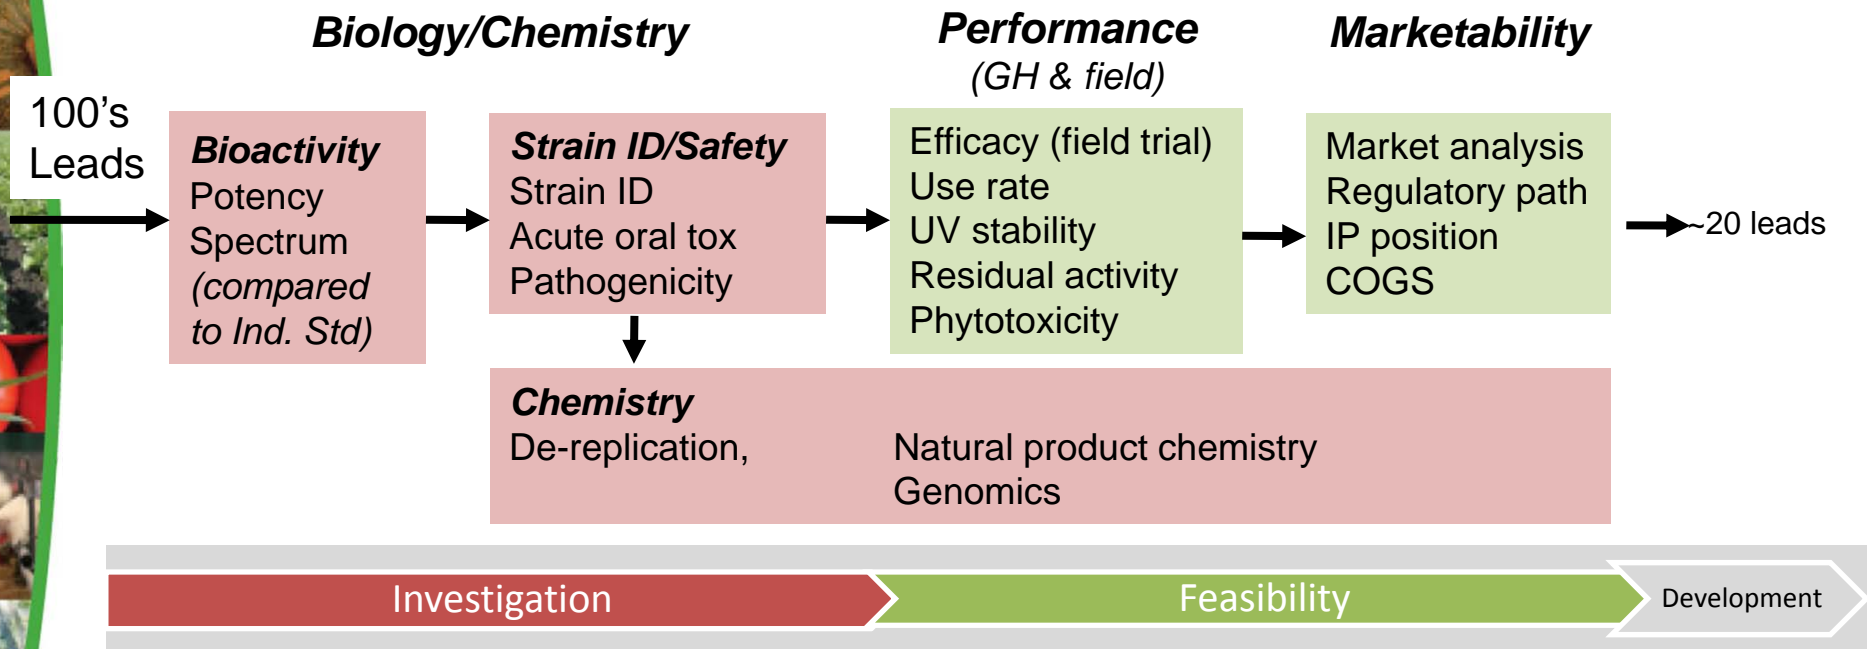 Biology/Chemistry
Performance
(GH & field)
Marketability
100's
Leads
Bioactivity
Potency
Spectrum
(compared
to Ind. Std)
Strain ID/Safety
Strain ID
Acute oral tox
Pathogenicity
Efficacy (field trial)
Use rate
UV stability
Residual activity
Phytotoxicity
Market analysis
Regulatory path
IP position
COGS
~20 leads
Chemistry
De-replication,
Natural product chemistry
Genomics
Investigation
Feasibility
Development